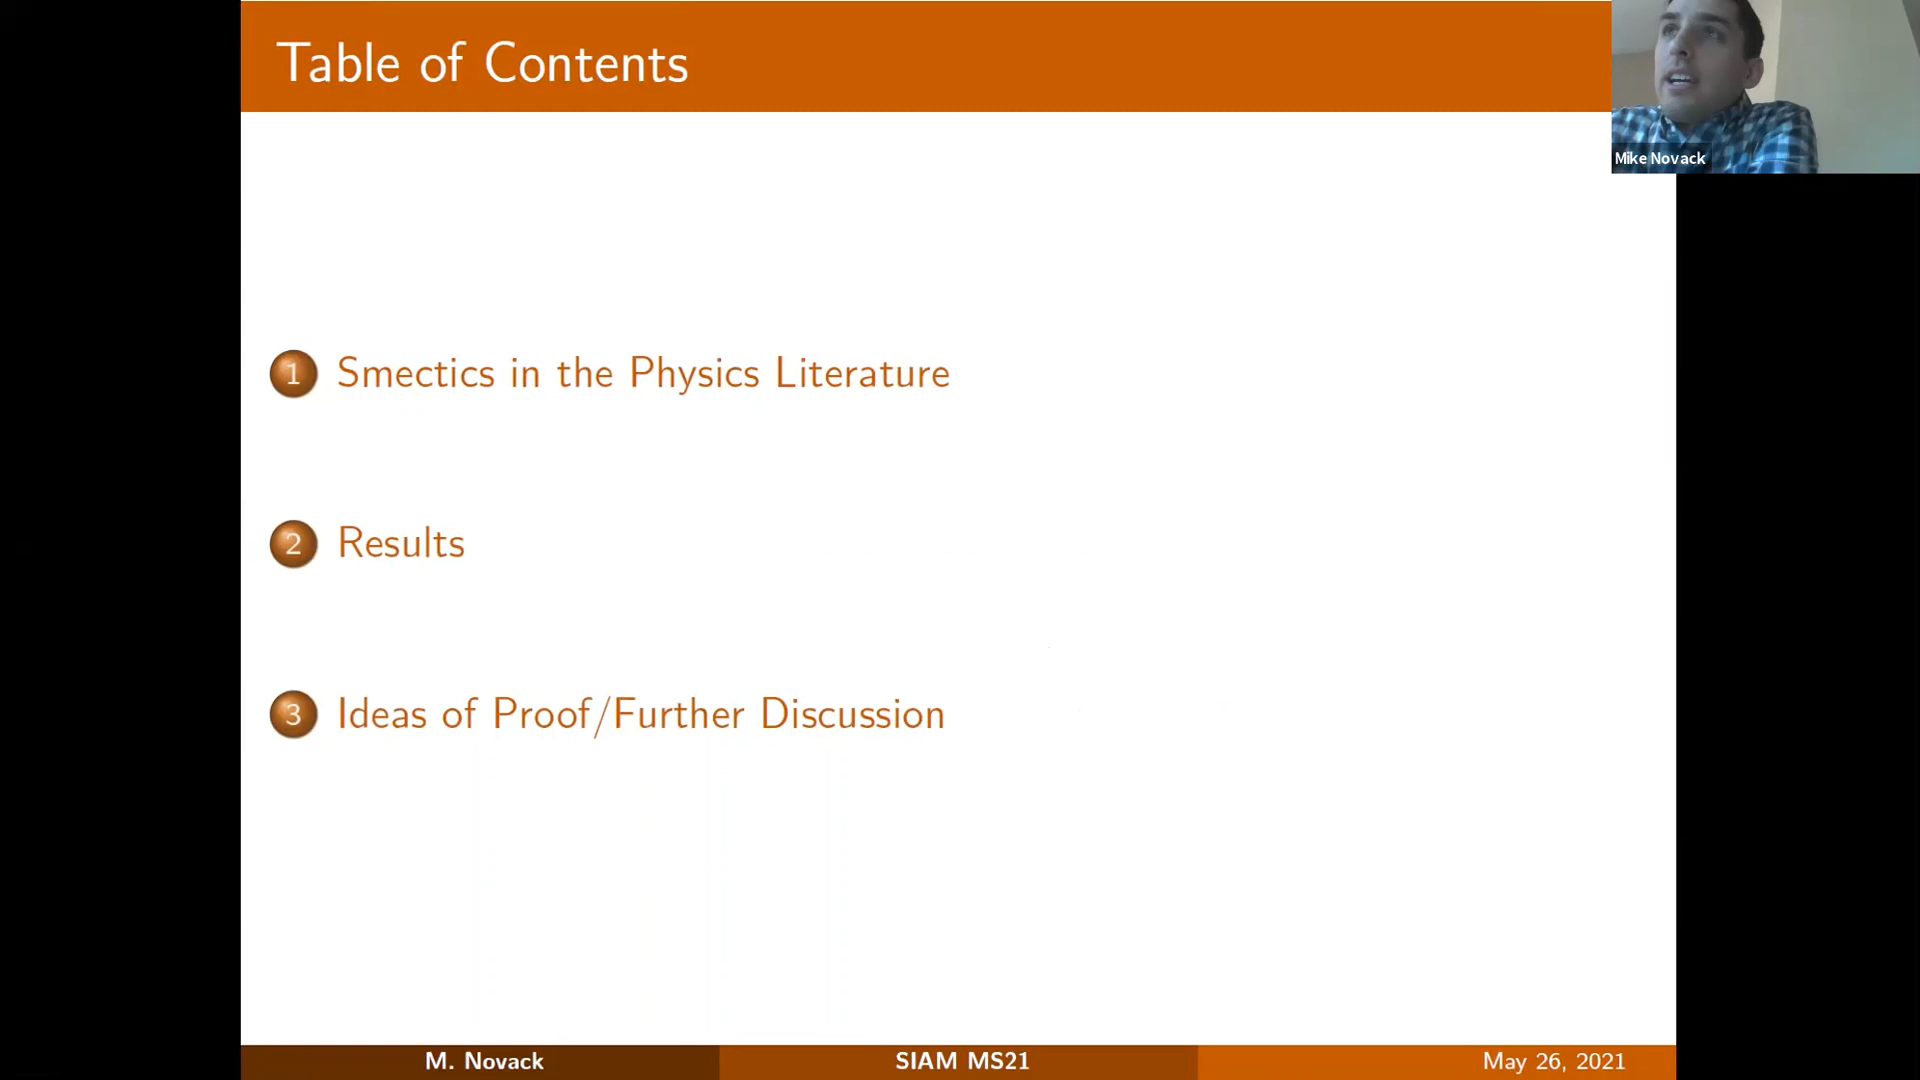 Table of Contents
Mike Novack
1 Smectics in the Physics Literature
2 Results
3 Ideas of Proof/Further Discussion
M. Novack SIAM MS21 May 26, 2021